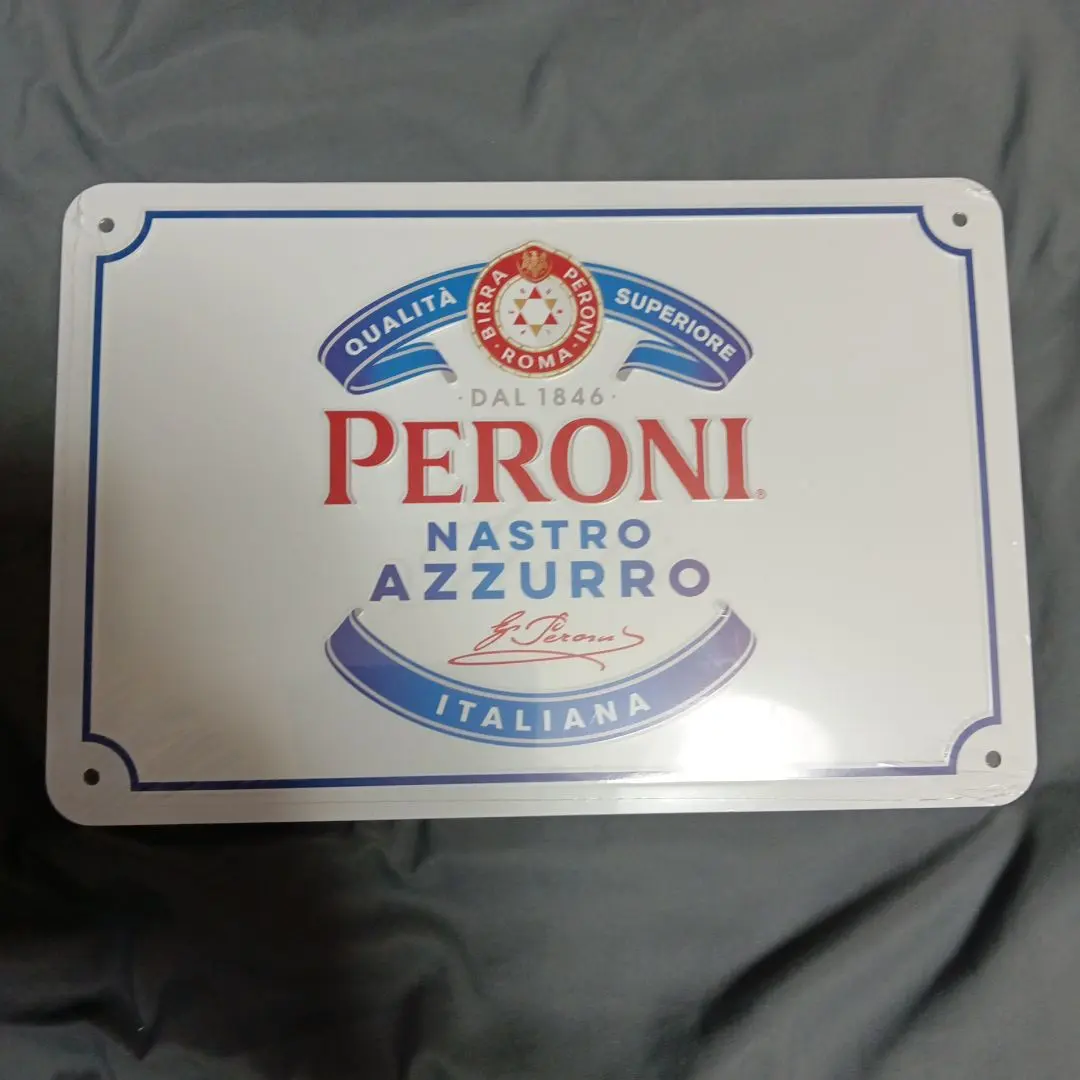 QUALITÀ SUPERIORE
BIRRA PERONI · ROMA ·
· DAL 1846 ·
PERONI®
NASTRO
AZZURRO
G. Peroni
ITALIANA